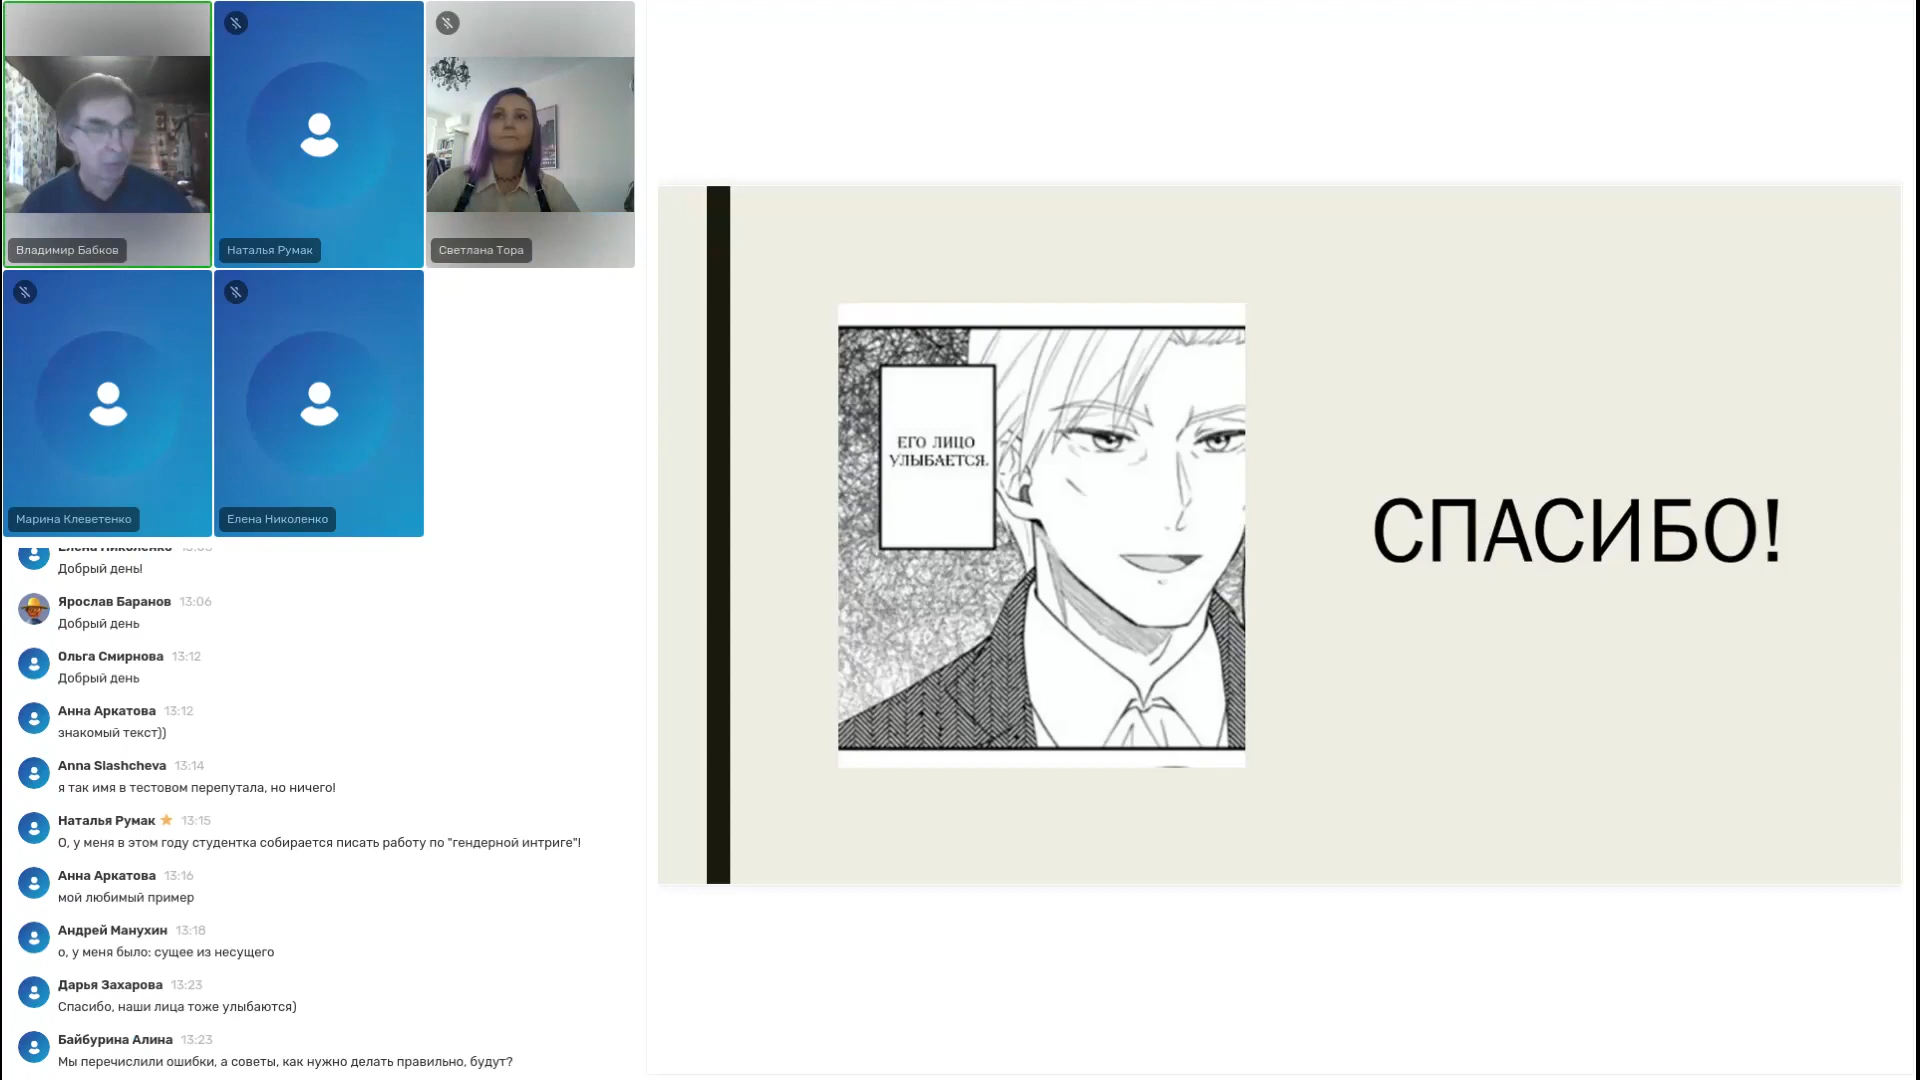 Владимир Бабков
Наталья Румак
Светлана Тора
Марина Клеветенко
Елена Николенко
Елена Николенко 13:05
Добрый день!
Ярослав Баранов 13:06
Добрый день
Ольга Смирнова 13:12
Добрый день
Анна Аркатова 13:12
знакомый текст))
Anna Slashcheva 13:14
я так имя в тестовом перепутала, но ничего!
Наталья Румак 13:15
О, у меня в этом году студентка собирается писать работу по "гендерной интриге"!
Анна Аркатова 13:16
мой любимый пример
Андрей Манухин 13:18
о, у меня было: сущее из несущего
Дарья Захарова 13:23
Спасибо, наши лица тоже улыбаются)
Байбурина Алина 13:23
Мы перечислили ошибки, а советы, как нужно делать правильно, будут?
ЕГО ЛИЦО
УЛЫБАЕТСЯ.
СПАСИБО!